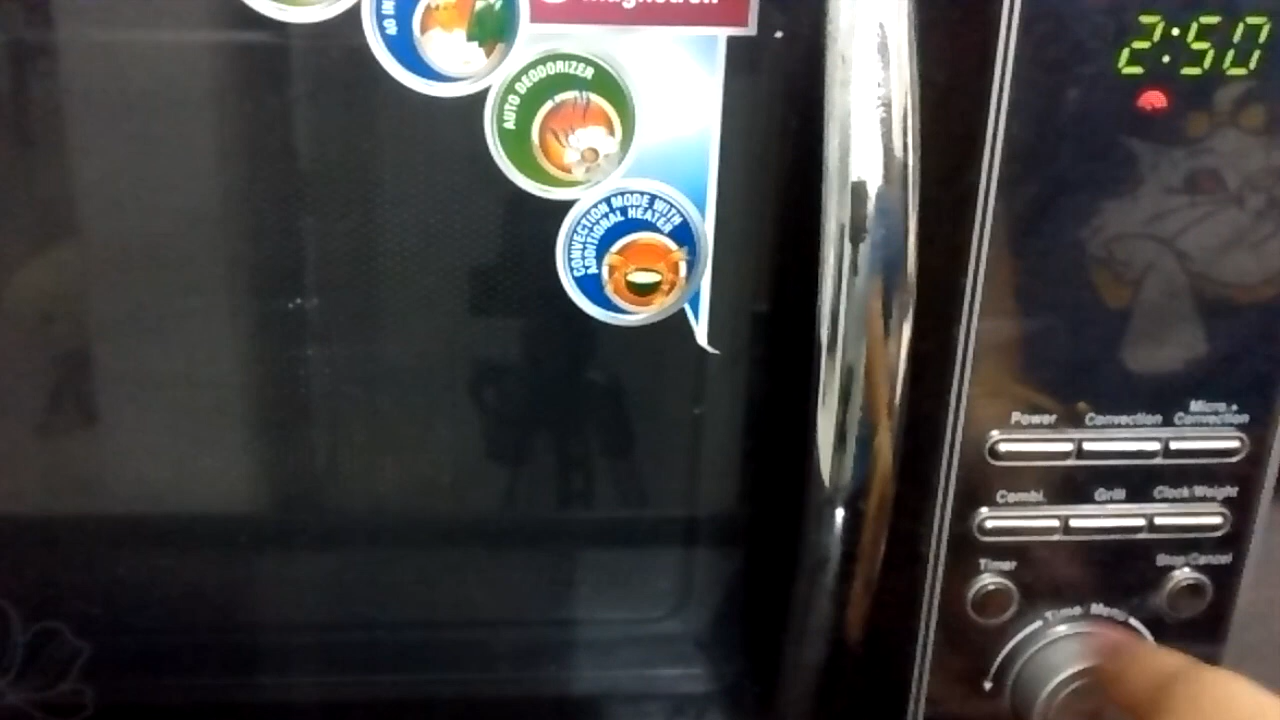 2:50
AUTO DEODORIZER
CONVECTION MODE WITH
ADDITIONAL HEATER
Power
Convection
Micro +
Convection
Combi.
Grill
Clock/Weight
Timer
Stop/Cancel
Time / Menu